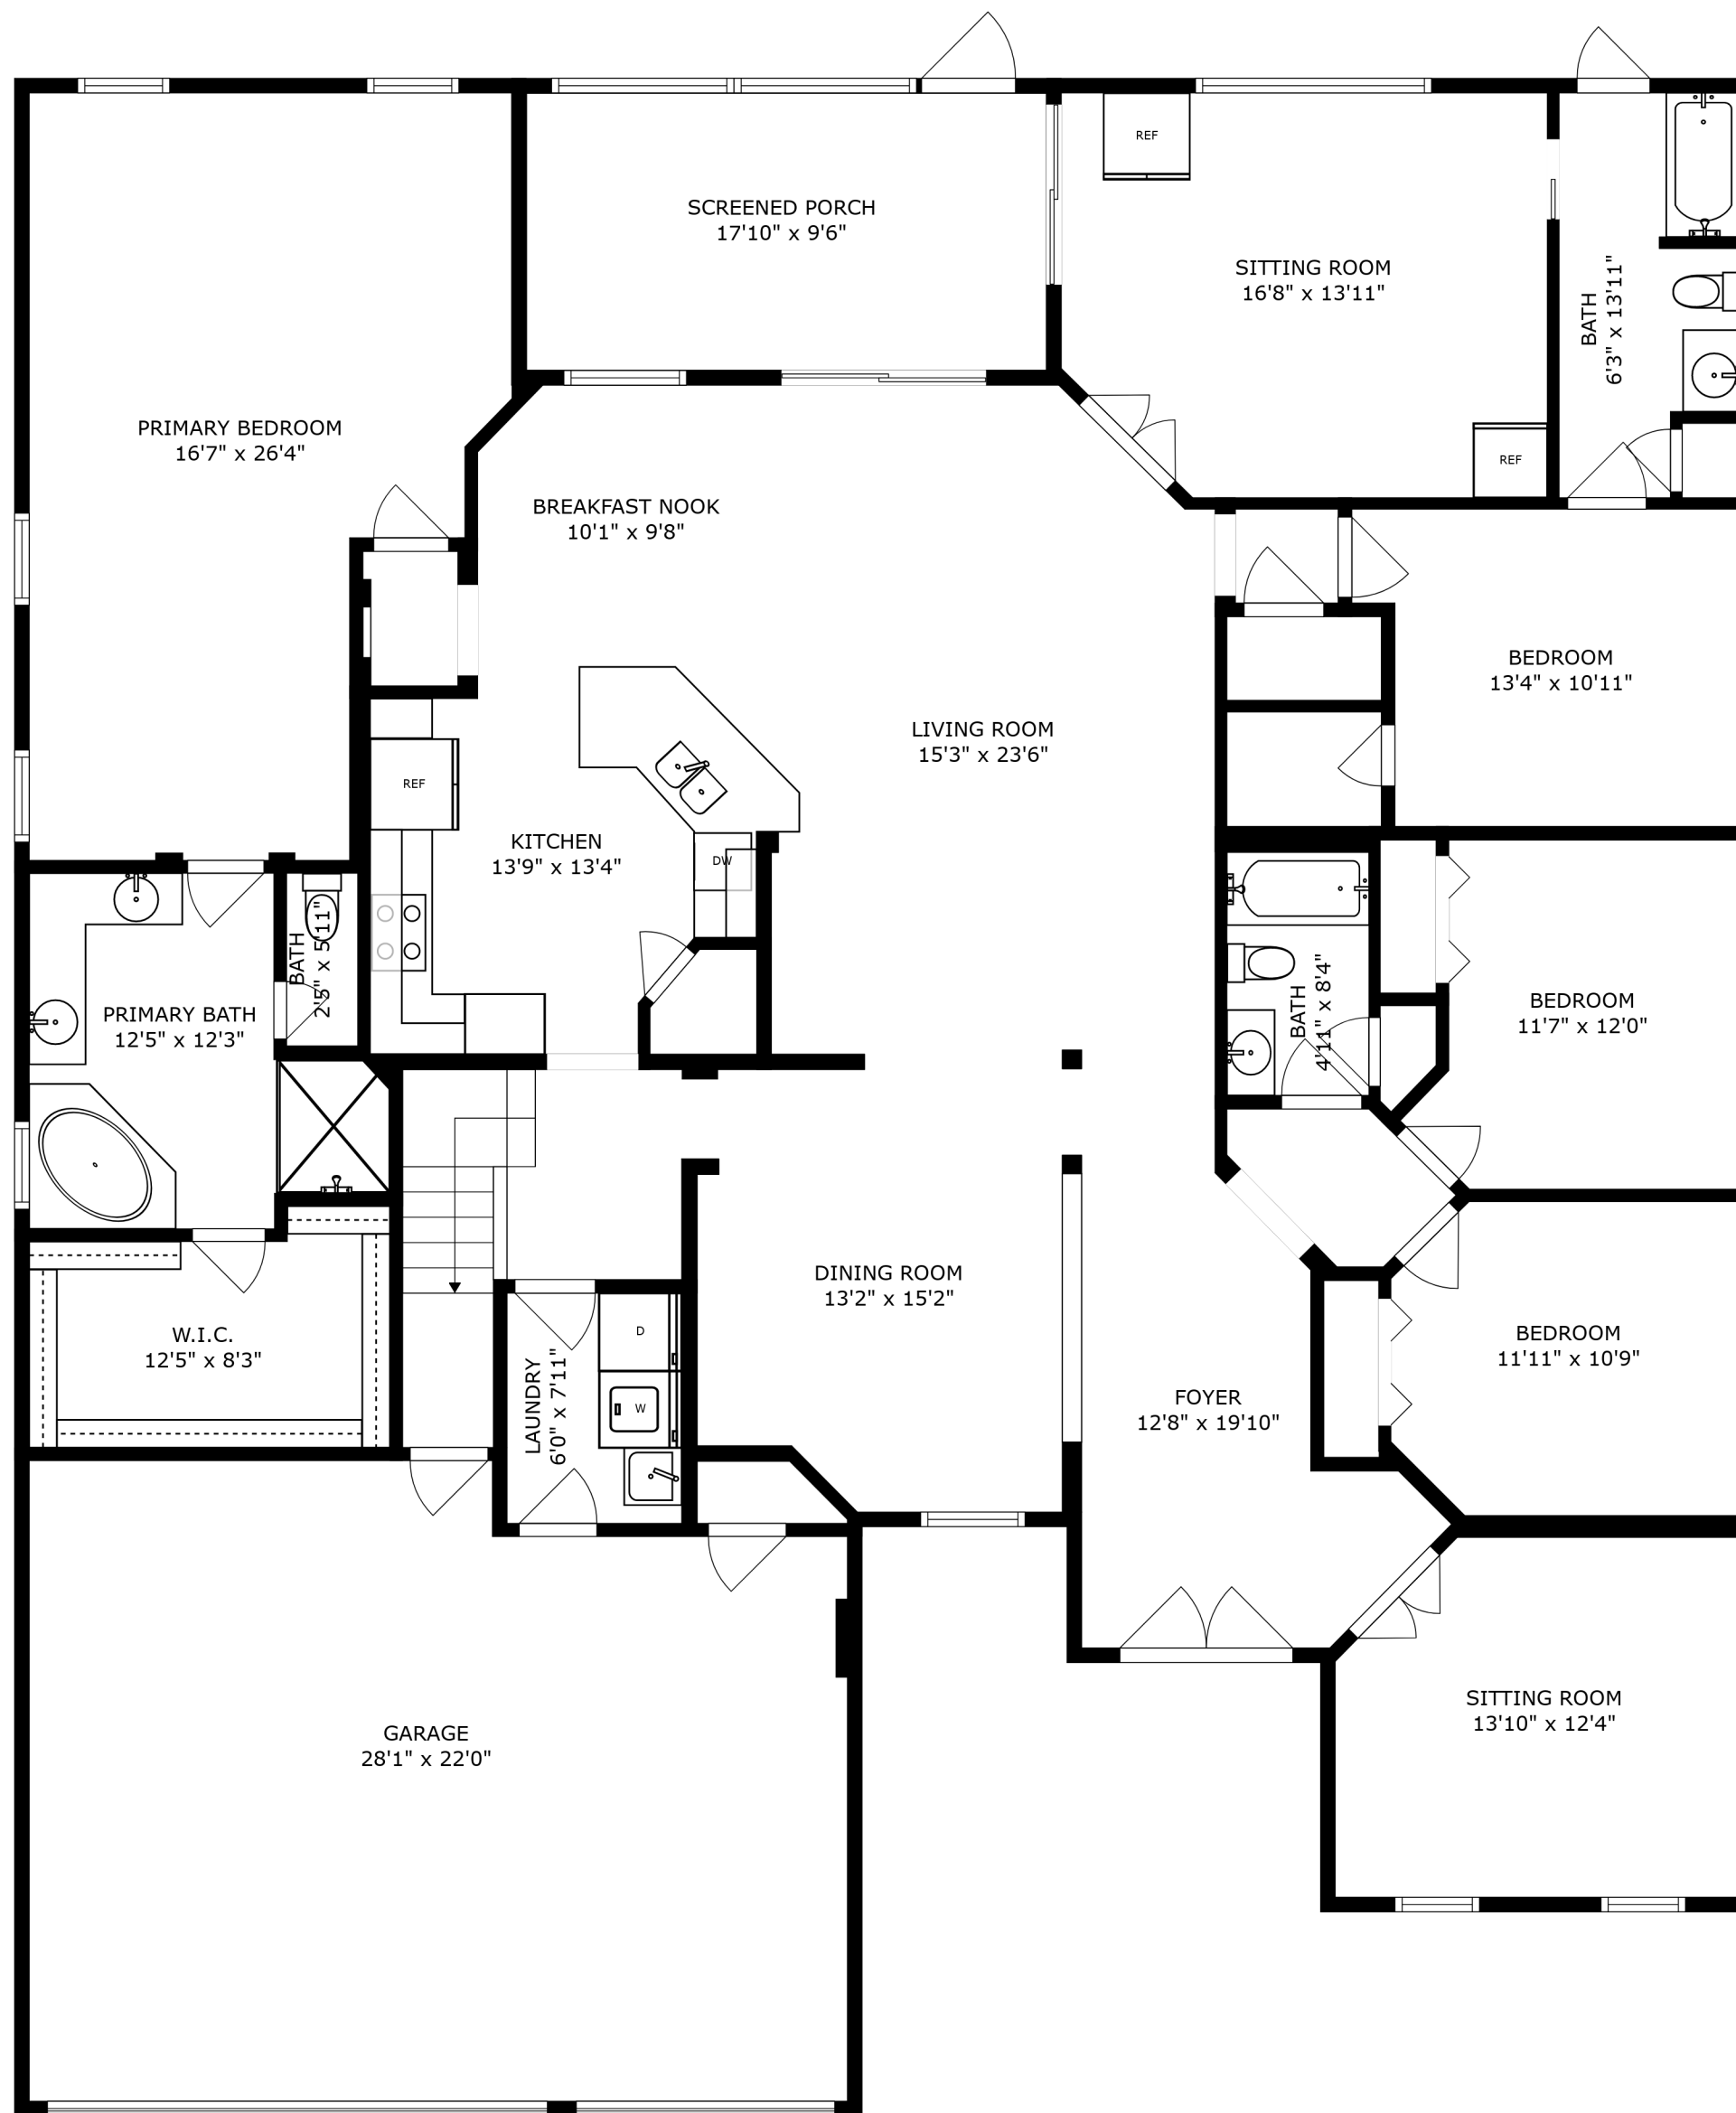 REF
SCREENED PORCH
17'10" x 9'6"
SITTING ROOM
16'8" x 13'11"
BATH
6'3" x 13'11"
PRIMARY BEDROOM
16'7" x 26'4"
REF
BREAKFAST NOOK
10'1" x 9'8"
BEDROOM
13'4" x 10'11"
LIVING ROOM
15'3" x 23'6"
REF
KITCHEN
13'9" x 13'4"
DW
BATH
2'5" x 5'11"
PRIMARY BATH
12'5" x 12'3"
BATH
4'11" x 8'4"
BEDROOM
11'7" x 12'0"
DINING ROOM
13'2" x 15'2"
W.I.C.
12'5" x 8'3"
D
LAUNDRY
6'0" x 7'11"
W
BEDROOM
11'11" x 10'9"
FOYER
12'8" x 19'10"
SITTING ROOM
13'10" x 12'4"
GARAGE
28'1" x 22'0"